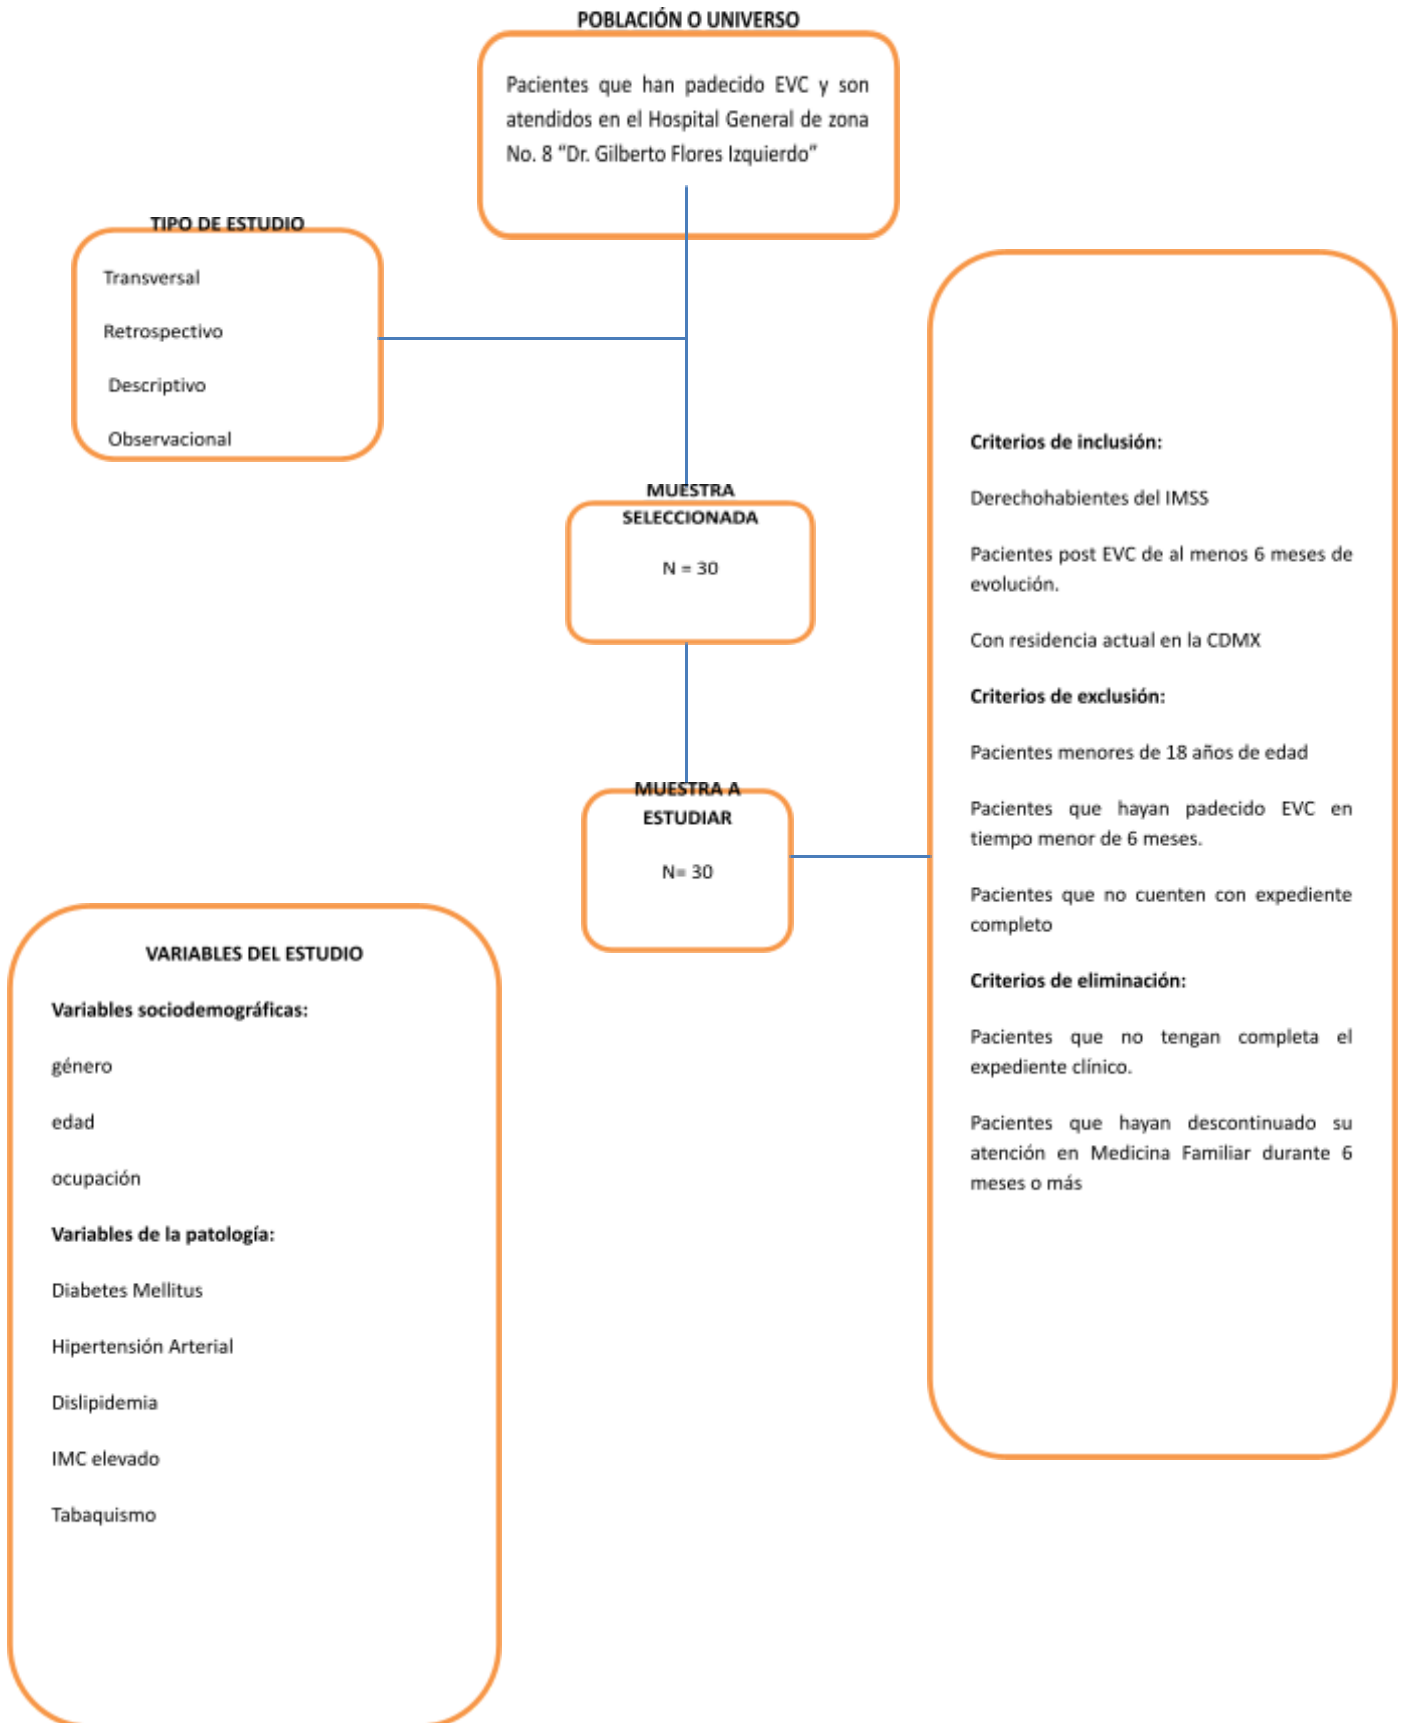 POBLACIÓN O UNIVERSO
Pacientes que han padecido EVC y son
atendidos en el Hospital General de zona
No. 8 “Dr. Gilberto Flores Izquierdo”
TIPO DE ESTUDIO
Transversal
Retrospectivo
Descriptivo
Observacional
MUESTRA
SELECCIONADA
N = 30
MUESTRA A
ESTUDIAR
N= 30
Criterios de inclusión:
Derechohabientes del IMSS
Pacientes post EVC de al menos 6 meses de
evolución.
Con residencia actual en la CDMX
Criterios de exclusión:
Pacientes menores de 18 años de edad
Pacientes que hayan padecido EVC en
tiempo menor de 6 meses.
Pacientes que no cuenten con expediente
completo
Criterios de eliminación:
Pacientes que no tengan completa el
expediente clínico.
Pacientes que hayan descontinuado su
atención en Medicina Familiar durante 6
meses o más
VARIABLES DEL ESTUDIO
Variables sociodemográficas:
género
edad
ocupación
Variables de la patología:
Diabetes Mellitus
Hipertensión Arterial
Dislipidemia
IMC elevado
Tabaquismo